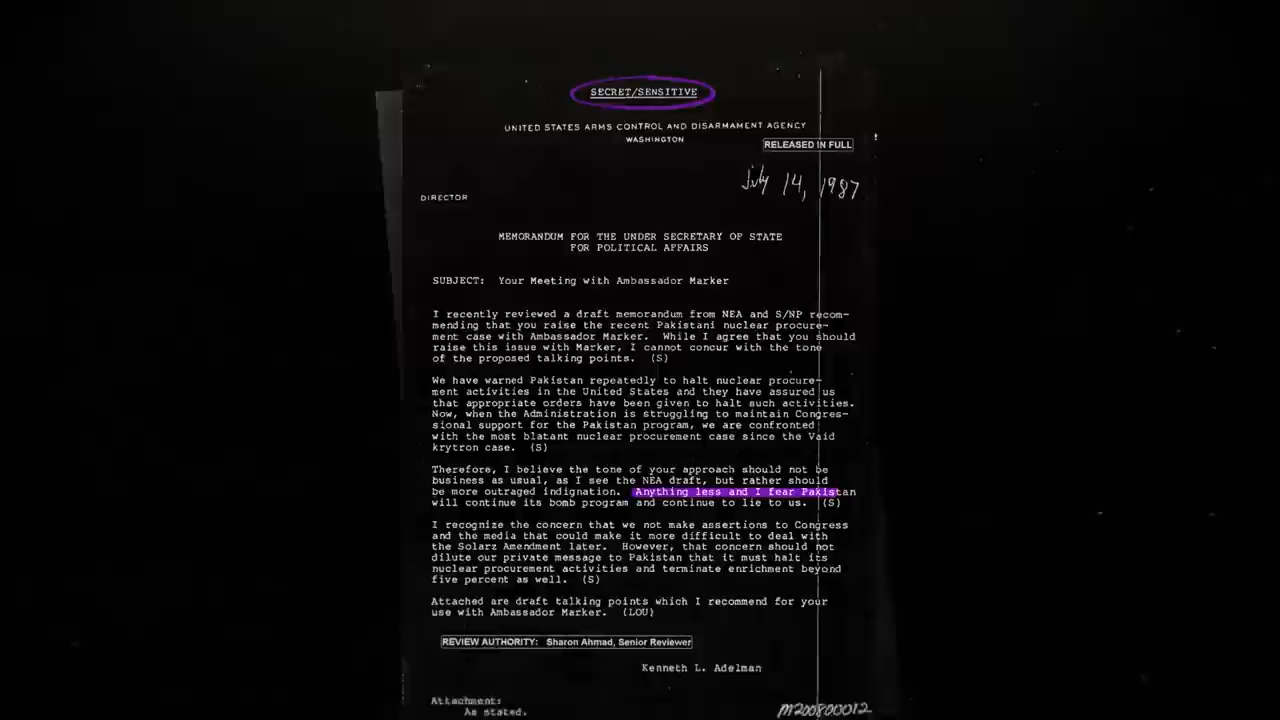 SECRET/SENSITIVE
UNITED STATES ARMS CONTROL AND DISARMAMENT AGENCY
WASHINGTON
RELEASED IN FULL
July 14, 1987
DIRECTOR
MEMORANDUM FOR THE UNDER SECRETARY OF STATE
FOR POLITICAL AFFAIRS
SUBJECT: Your Meeting with Ambassador Marker
I recently reviewed a draft memorandum from NEA and S/NP recom-
mending that you raise the recent Pakistani nuclear procure-
ment case with Ambassador Marker. While I agree that you should
raise this issue with Marker, I cannot concur with the tone
of the proposed talking points. (S)
We have warned Pakistan repeatedly to halt nuclear procure-
ment activities in the United States and they have assured us
that appropriate orders have been given to halt such activities.
Now, when the Administration is struggling to maintain Congres-
sional support for the Pakistan program, we are confronted
with the most blatant nuclear procurement case since the Vaid
krytron case. (S)
Therefore, I believe the tone of your approach should not be
business as usual, as I see the NEA draft, but rather should
be more outraged indignation. Anything less and I fear Pakistan
will continue its bomb program and continue to lie to us. (S)
I recognize the concern that we not make assertions to Congress
and the media that could make it more difficult to deal with
the Solarz Amendment later. However, that concern should not
dilute our private message to Pakistan that it must halt its
nuclear procurement activities and terminate enrichment beyond
five percent as well. (S)
Attached are draft talking points which I recommend for your
use with Ambassador Marker. (LOU)
REVIEW AUTHORITY: Sharon Ahmad, Senior Reviewer
Kenneth L. Adelman
Attachment:
As stated.
M200800012